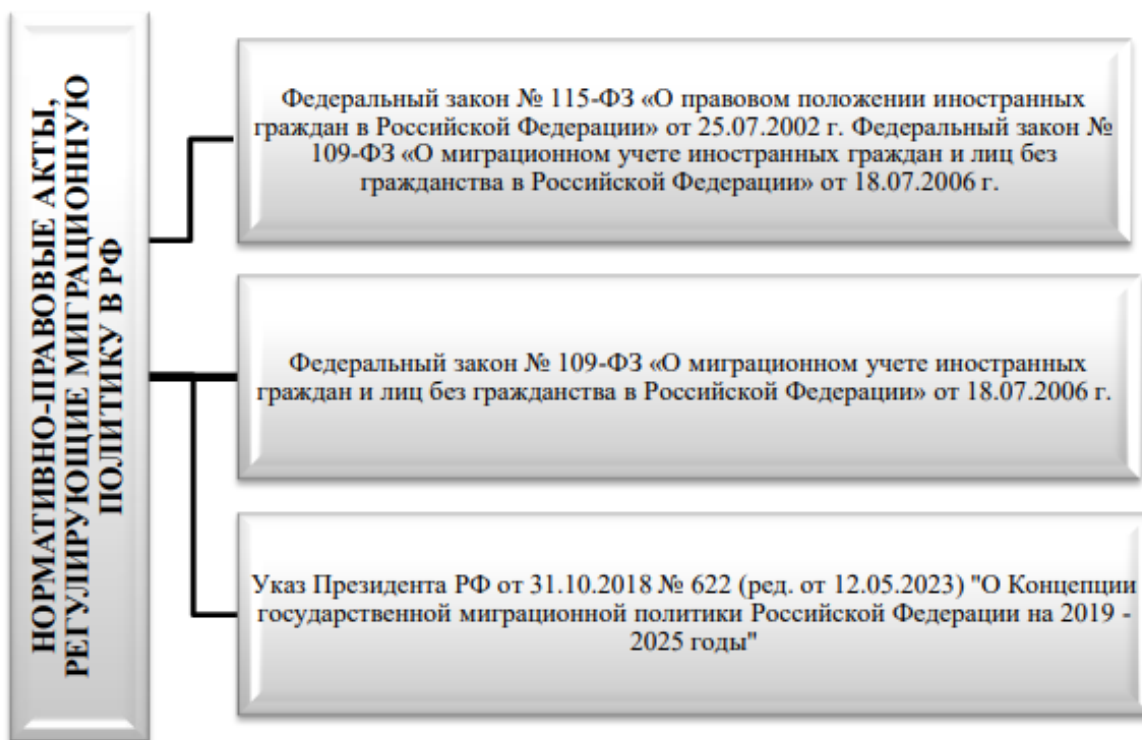 НОРМАТИВНО-ПРАВОВЫЕ АКТЫ,
РЕГУЛИРУЮЩИЕ МИГРАЦИОННУЮ
ПОЛИТИКУ В РФ
Федеральный закон № 115-ФЗ «О правовом положении иностранных
граждан в Российской Федерации» от 25.07.2002 г. Федеральный закон №
109-ФЗ «О миграционном учете иностранных граждан и лиц без
гражданства в Российской Федерации» от 18.07.2006 г.
Федеральный закон № 109-ФЗ «О миграционном учете иностранных
граждан и лиц без гражданства в Российской Федерации» от 18.07.2006 г.
Указ Президента РФ от 31.10.2018 № 622 (ред. от 12.05.2023) "О Концепции
государственной миграционной политики Российской Федерации на 2019 -
2025 годы"